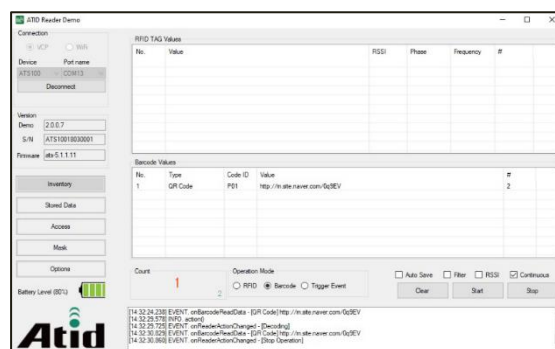 ATID Reader Demo
Connection
VCP WiFi
Device Port name
ATS100 COM13
Disconnect
Version
Demo 2.0.0.7
S/N ATS10018030001
Firmware ats-5.1.1.11
Inventory
Stored Data
Access
Mask
Options
Battery Level (80%)
Atid
RFID TAG Values
No. Value RSSI Phase Frequency #
Barcode Values
No. Type Code ID Value #
1 QR Code P01 http://m.site.naver.com/0q9EV 2
Count
1
2
Operation Mode
RFID Barcode Trigger Event
Auto Save Filter RSSI Continuous
Clear Start Stop
[14:32:24.238] EVENT. onBarcodeReadData - [QR Code] http://m.site.naver.com/0q9EV
[14:32:29.578] INFO. action()
[14:32:29.725] EVENT. onReaderActionChanged - [Decoding]
[14:32:30.029] EVENT. onBarcodeReadData - [QR Code] http://m.site.naver.com/0q9EV
[14:32:30.060] EVENT. onReaderActionChanged - [Stop Operation]